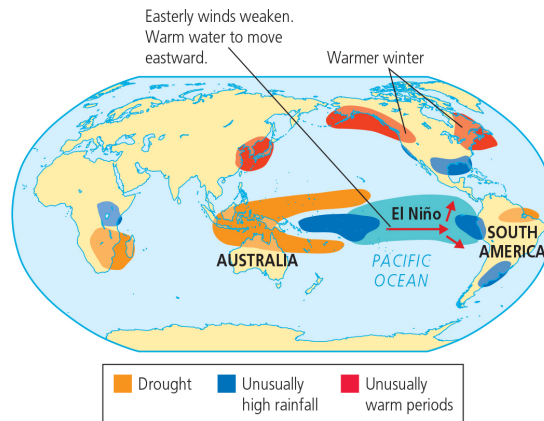 Easterly winds weaken.
Warm water to move
eastward.
Warmer winter
El Niño
AUSTRALIA
SOUTH
AMERICA
PACIFIC
OCEAN
Drought
Unusually
high rainfall
Unusually
warm periods